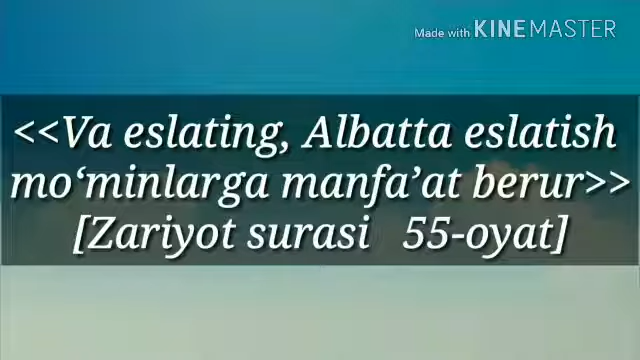 Made with KINEMASTER
<<Va eslating, Albatta eslatish
mo‘minlarga manfa’at berur>>
[Zariyot surasi 55-oyat]